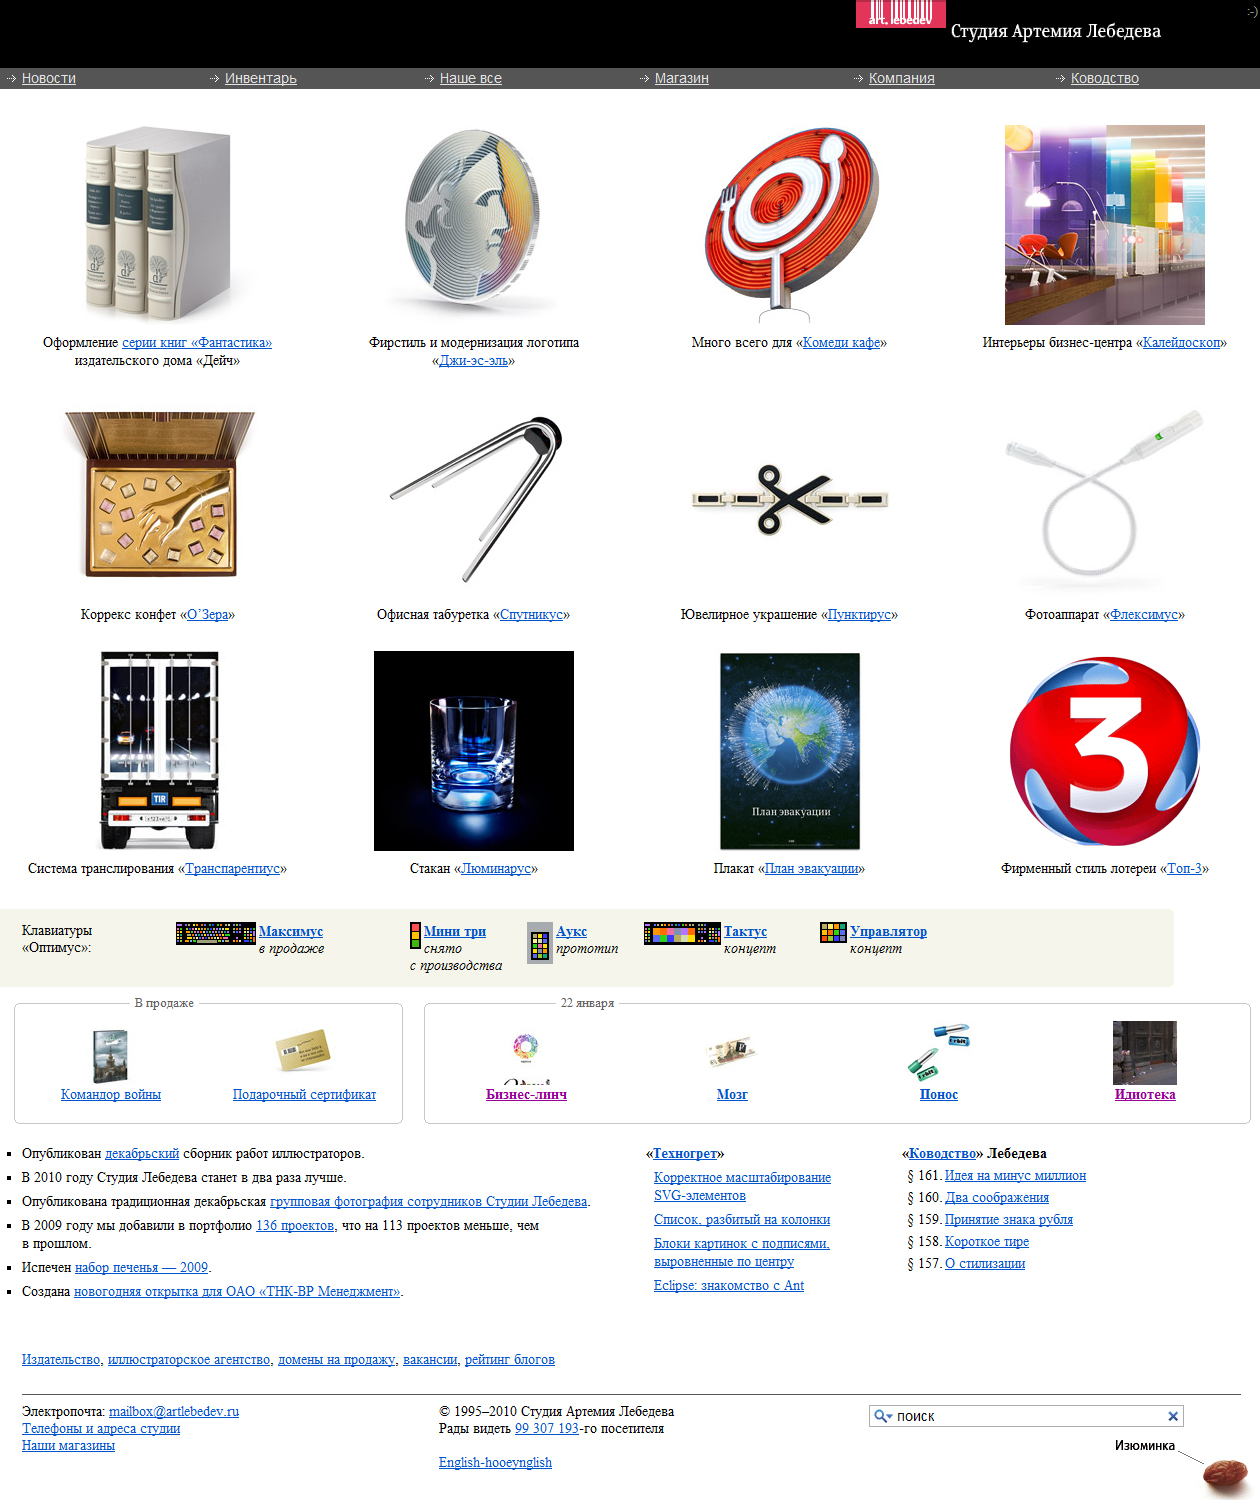 art. lebedev
Студия Артемия Лебедева
:-)
Новости
Инвентарь
Наше все
Магазин
Компания
Ководство
Оформление серии книг «Фантастика»
издательского дома «Дейч»
Фирстиль и модернизация логотипа
«Джи-эс-эль»
Много всего для «Комеди кафе»
Интерьеры бизнес-центра «Калейдоскоп»
Коррекс конфет «О’Зера»
Офисная табуретка «Спутникус»
Ювелирное украшение «Пунктирус»
Фотоаппарат «Флексимус»
TIR
План эвакуации
3
Система транслирования «Транспарентиус»
Стакан «Люминарус»
Плакат «План эвакуации»
Фирменный стиль лотереи «Топ-3»
Клавиатуры
«Оптимус»:
Максимус
в продаже
Мини три
снято
с производства
Аукс
прототип
Тактус
концепт
Управлятор
концепт
В продаже
Командор войны
Подарочный сертификат
22 января
Бизнес-линч
Мозг
Понос
Идиотека
Опубликован декабрьский сборник работ иллюстраторов.
В 2010 году Студия Лебедева станет в два раза лучше.
Опубликована традиционная декабрьская групповая фотография сотрудников Студии Лебедева.
В 2009 году мы добавили в портфолио 136 проектов, что на 113 проектов меньше, чем
в прошлом.
Испечен набор печенья — 2009.
Создана новогодняя открытка для ОАО «ТНК-ВР Менеджмент».
«Техногрет»
Корректное масштабирование
SVG-элементов
Список, разбитый на колонки
Блоки картинок с подписями,
выровненные по центру
Eclipse: знакомство с Ant
«Ководство» Лебедева
§ 161. Идея на минус миллион
§ 160. Два соображения
§ 159. Принятие знака рубля
§ 158. Короткое тире
§ 157. О стилизации
Издательство, иллюстраторское агентство, домены на продажу, вакансии, рейтинг блогов
Электропочта: mailbox@artlebedev.ru
Телефоны и адреса студии
Наши магазины
© 1995–2010 Студия Артемия Лебедева
Рады видеть 99 307 193-го посетителя
English-hooeynglish
поиск
Изюминка